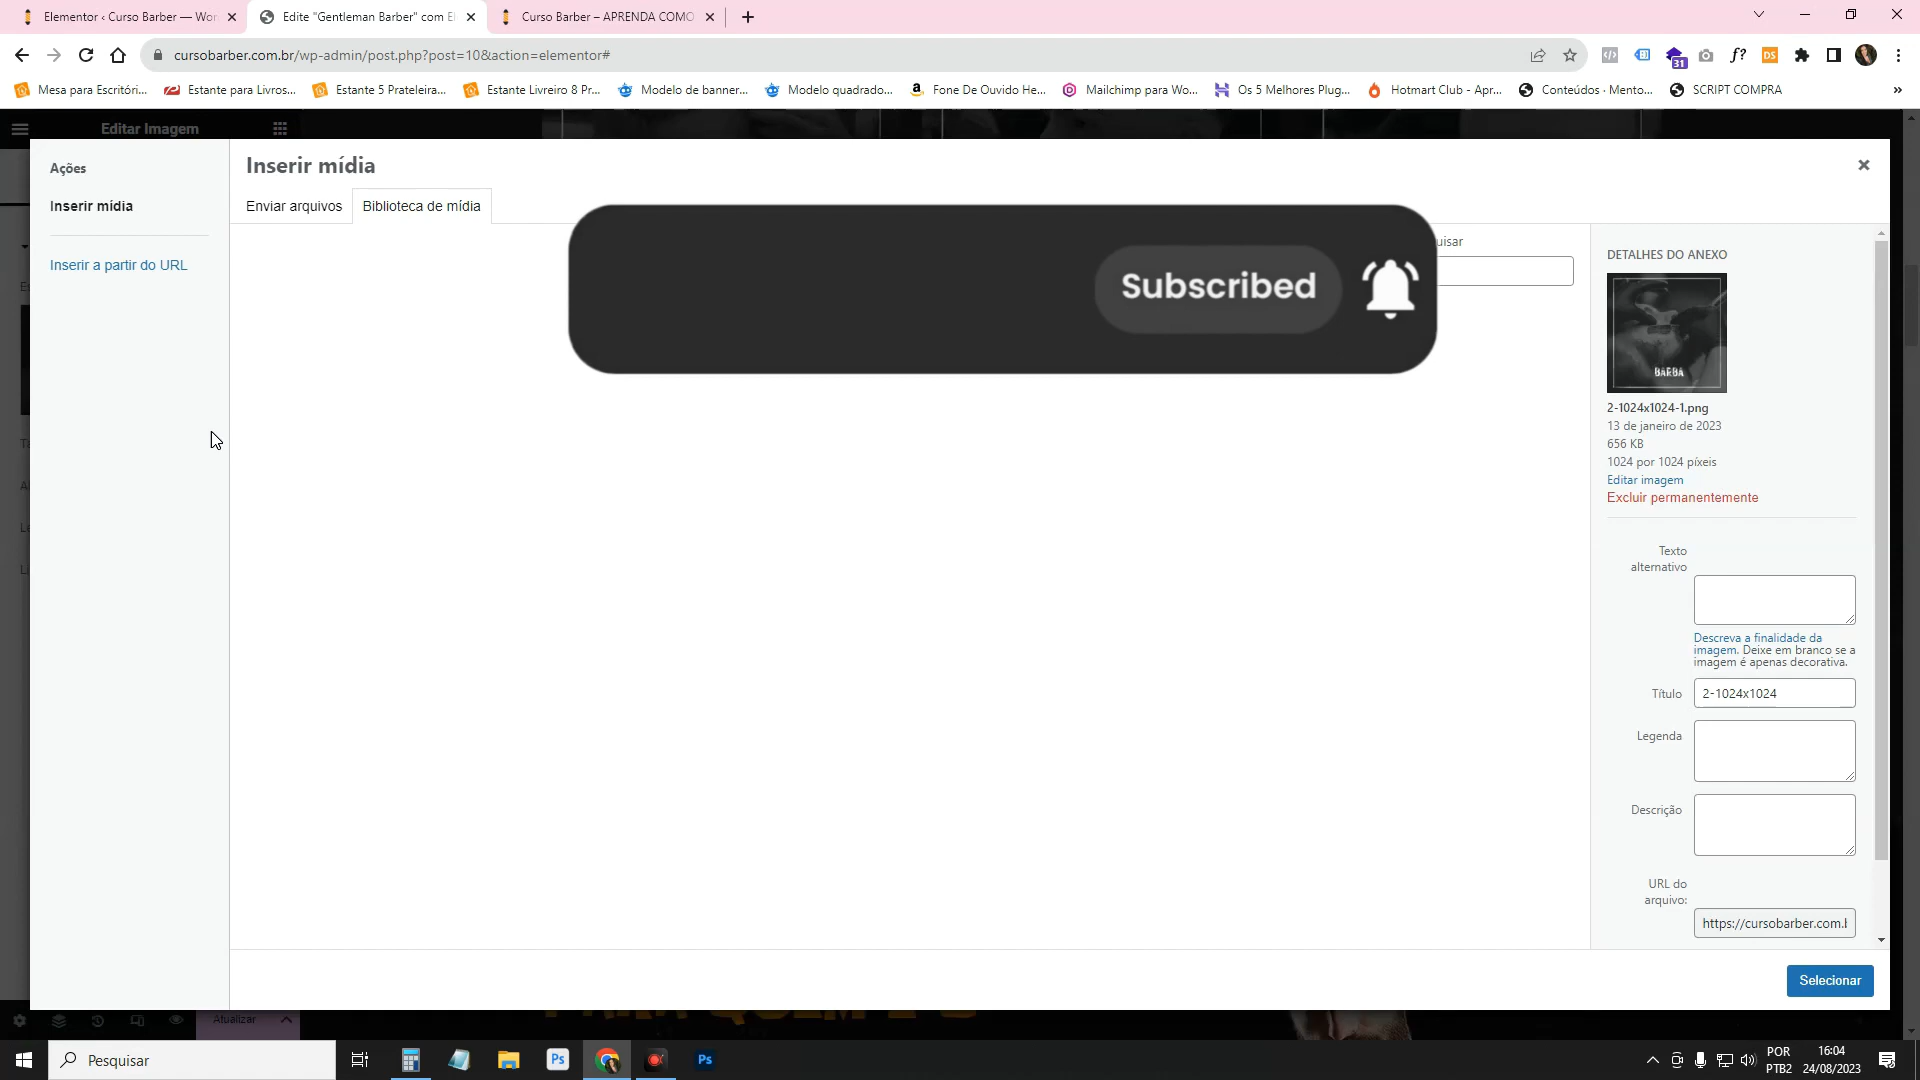 Elementor ‹ Curso Barber — Wor
Edite "Gentleman Barber" com El
Curso Barber – APRENDA COMO
cursobarber.com.br/wp-admin/post.php?post=10&action=elementor#
31
f?
DS
Mesa para Escritóri...
Estante para Livros...
Estante 5 Prateleira...
Estante Livreiro 8 Pr...
Modelo de banner...
Modelo quadrado...
Fone De Ouvido He...
Mailchimp para Wo...
Os 5 Melhores Plug...
Hotmart Club - Apr...
Conteúdos · Mento...
SCRIPT COMPRA
»
Editar Imagem
Ações
Inserir mídia
Inserir a partir do URL
Inserir mídia
Enviar arquivos
Biblioteca de mídia
Subscribed
uisar
DETALHES DO ANEXO
BARBA
2-1024x1024-1.png
13 de janeiro de 2023
656 KB
1024 por 1024 píxeis
Editar imagem
Excluir permanentemente
Texto
alternativo
Descreva a finalidade da
imagem. Deixe em branco se a
imagem é apenas decorativa.
Título
2-1024x1024
Legenda
Descrição
URL do
arquivo:
https://cursobarber.com.b
Selecionar
Atualizar
Pesquisar
Ps
Ps
POR
PTB2
16:04
24/08/2023